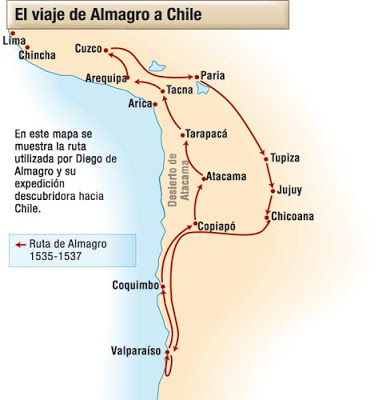 El viaje de Almagro a Chile
Lima
Chincha
Cuzco
Paria
Arequipa
Tacna
Arica
En este mapa se
muestra la ruta
utilizada por Diego de
Almagro y su
expedición
descubridora hacia
Chile.
Tarapacá
Tupiza
Desierto de
Atacama
Atacama
Jujuy
Chicoana
Copiapó
Ruta de Almagro
1535-1537
Coquimbo
Valparaíso